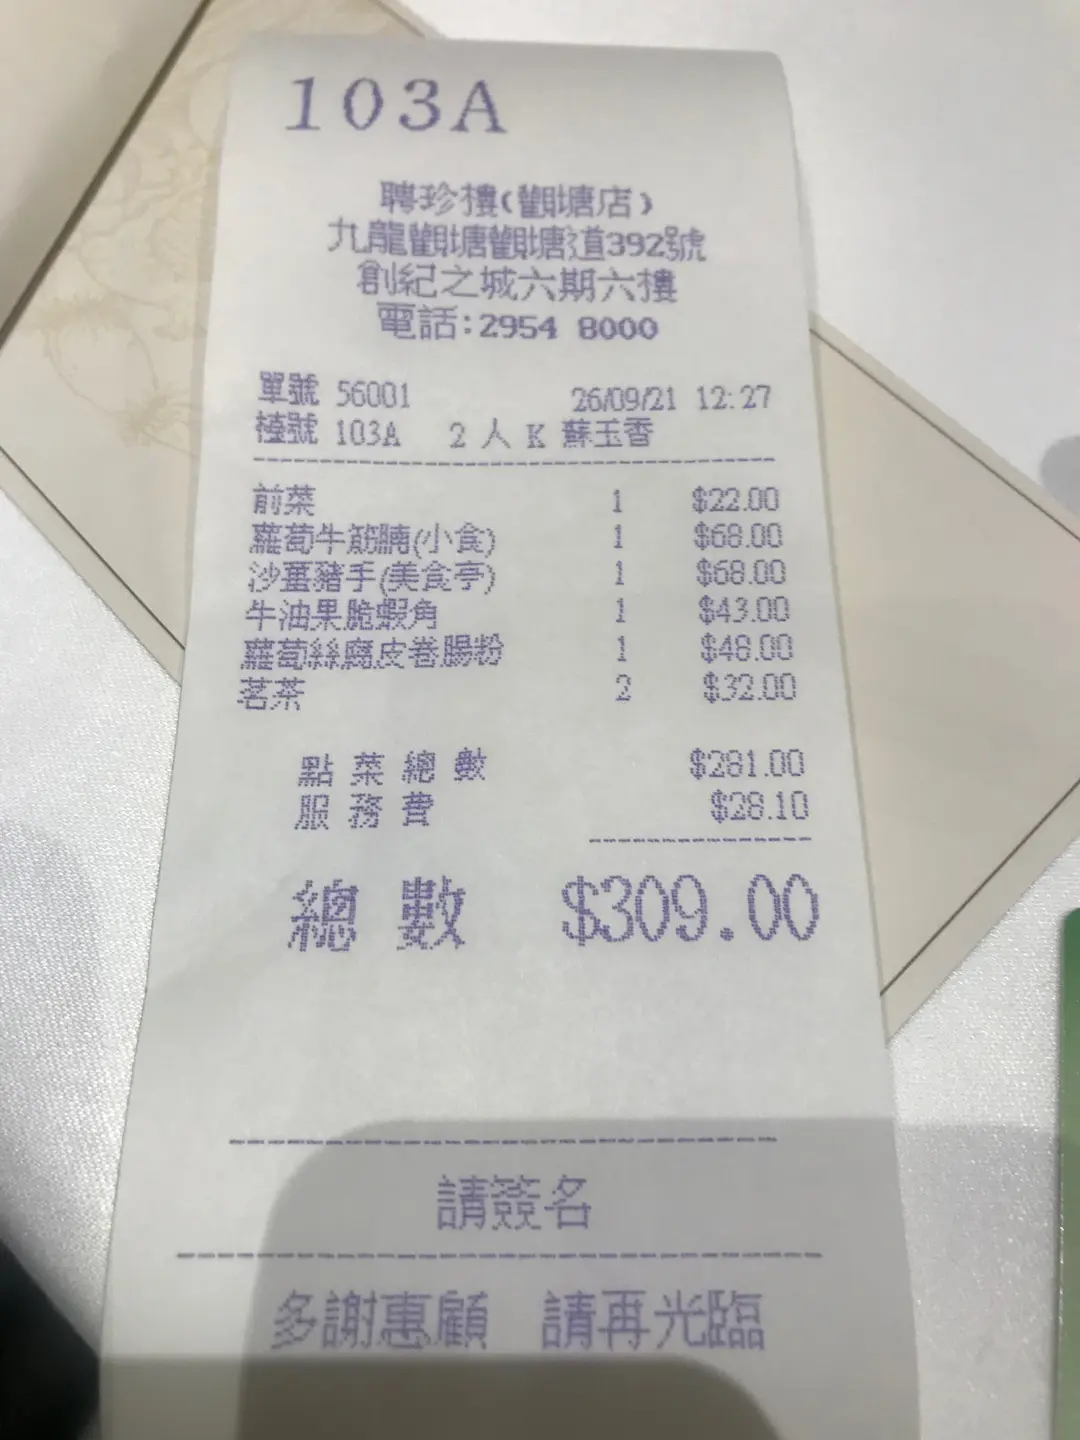 103A
聘珍樓(觀塘店)
九龍觀塘觀塘道392號
創紀之城六期六樓
電話:2954 8000
單號 56001 26/09/21 12:27
檯號 103A 2 人 K 蘇玉香
前菜 1 $22.00
蘿蔔牛筋腩(小食) 1 $68.00
沙薑豬手(美食亭) 1 $68.00
牛油果脆蝦角 1 $43.00
蘿蔔絲腐皮卷腸粉 1 $48.00
茗茶 2 $32.00
點菜總數 $281.00
服務費 $28.10
總數 $309.00
請簽名
多謝惠顧 請再光臨